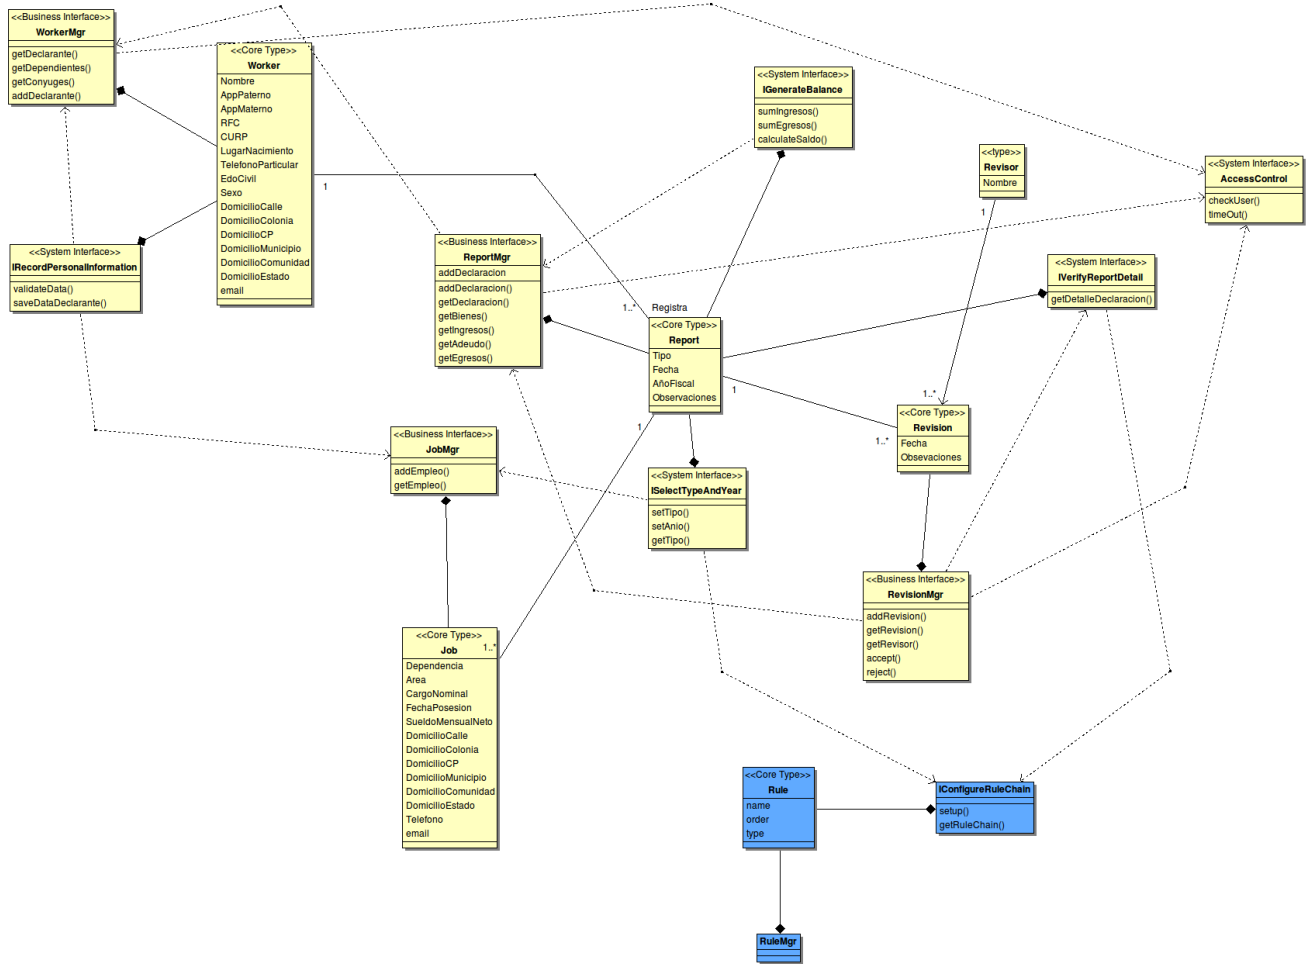 <<Business Interface>>
WorkerMgr
getDeclarante()
getDependientes()
getConyuges()
addDeclarante()
<<Core Type>>
Worker
Nombre
AppPaterno
AppMaterno
RFC
CURP
LugarNacimiento
TelefonoParticular
EdoCivil
Sexo
DomicilioCalle
DomicilioColonia
DomicilioCP
DomicilioMunicipio
DomicilioComunidad
DomicilioEstado
email
1
<<System Interface>>
IGenerateBalance
sumIngresos()
sumEgresos()
calculateSaldo()
<<type>>
Revisor
Nombre
1
<<System Interface>>
AccessControl
checkUser()
timeOut()
<<System Interface>>
IRecordPersonalInformation
validateData()
saveDataDeclarante()
<<Business Interface>>
ReportMgr
addDeclaracion
addDeclaracion()
getDeclaracion()
getBienes()
getIngresos()
getAdeudo()
getEgresos()
<<System Interface>>
IVerifyReportDetail
getDetalleDeclaracion()
1..*
Registra
<<Core Type>>
Report
Tipo
Fecha
AñoFiscal
Observaciones
1
1
1..*
1..*
<<Core Type>>
Revision
Fecha
Obsevaciones
<<Business Interface>>
JobMgr
addEmpleo()
getEmpleo()
<<System Interface>>
ISelectTypeAndYear
setTipo()
setAnio()
getTipo()
<<Business Interface>>
RevisionMgr
addRevision()
getRevision()
getRevisor()
accept()
reject()
<<Core Type>>
Job
1..*
Dependencia
Area
CargoNominal
FechaPosesion
SueldoMensualNeto
DomicilioCalle
DomicilioColonia
DomicilioCP
DomicilioMunicipio
DomicilioComunidad
DomicilioEstado
Telefono
email
<<Core Type>>
Rule
name
order
type
IConfigureRuleChain
setup()
getRuleChain()
RuleMgr